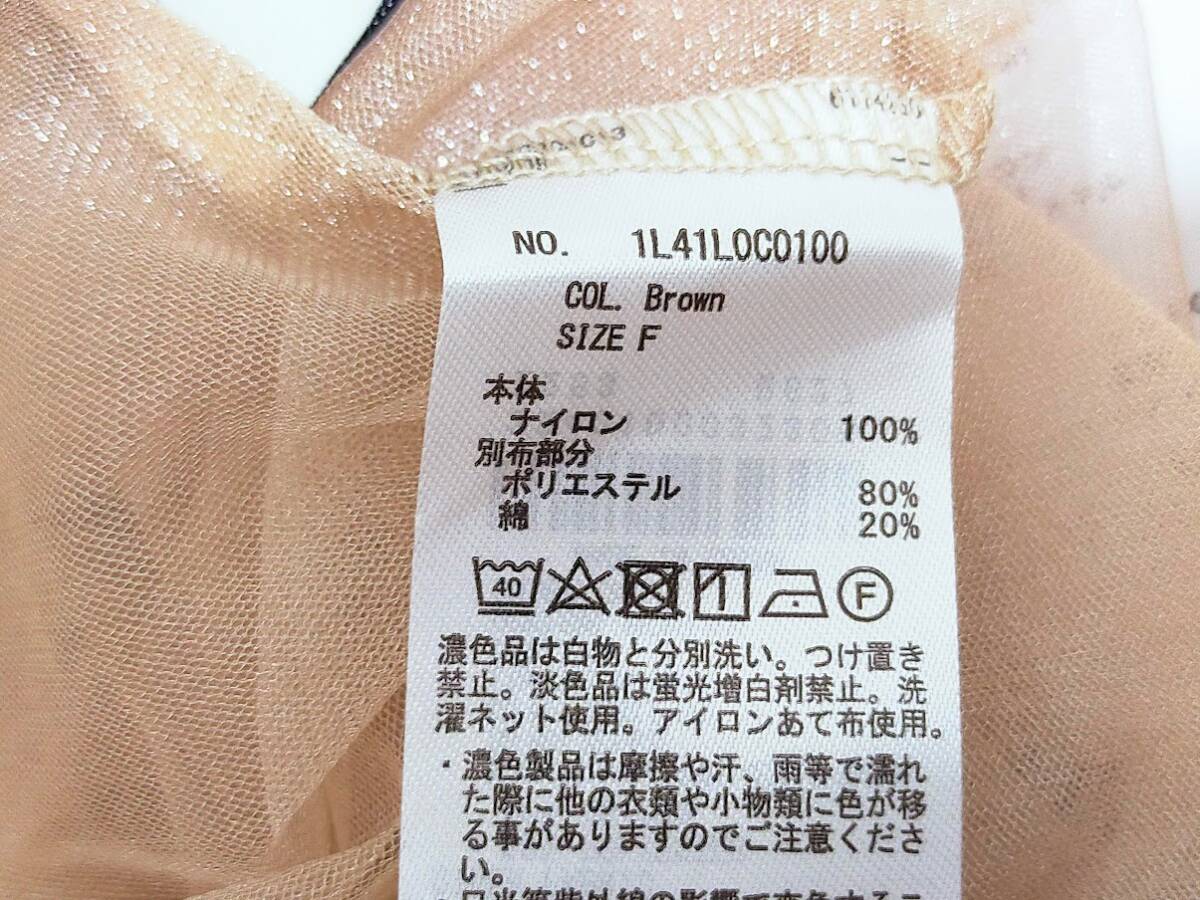 NO. 1L41L0C0100
COL. Brown
SIZE F
本体
ナイロン 100%
別布部分
ポリエステル 80%
綿 20%
40
F
濃色品は白物と分別洗い。つけ置き
禁止。淡色品は蛍光増白剤禁止。洗
濯ネット使用。アイロンあて布使用。
・濃色製品は摩擦や汗、雨等で濡れ
た際に他の衣類や小物類に色が移
る事がありますのでご注意くださ
い。